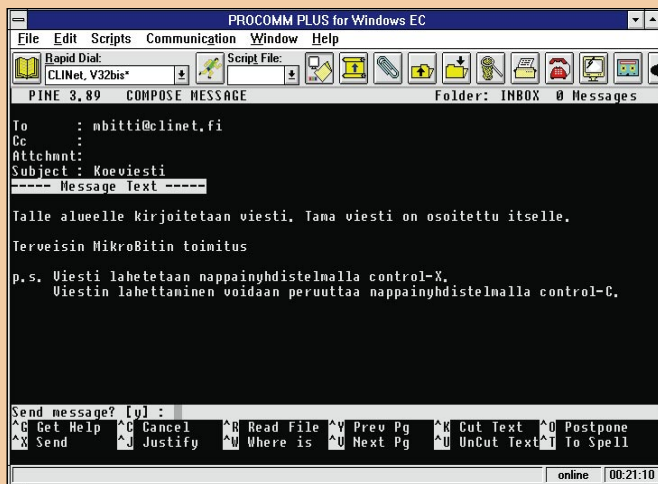 PROCOMM PLUS for Windows EC
File Edit Scripts Communication Window Help
Rapid Dial: Script File:
CLINet, V32bis*
PINE 3.89 COMPOSE MESSAGE Folder: INBOX 0 Messages
To : mbitti@clinet.fi
Cc :
Attchmnt:
Subject : Koeviesti
----- Message Text -----
Talle alueelle kirjoitetaan viesti. Tama viesti on osoitettu itselle.
Terveisin MikroBitin toimitus
p.s. Viesti lahetetaan nappainyhdistelmalla control-X.
Viestin lahettaminen voidaan peruuttaa nappainyhdistelmalla control-C.
Send message? [y] :
^G Get Help ^C Cancel ^R Read File ^Y Prev Pg ^K Cut Text ^O Postpone
^X Send ^J Justify ^W Where is ^V Next Pg ^U UnCut Text ^T To Spell
online 00:21:10